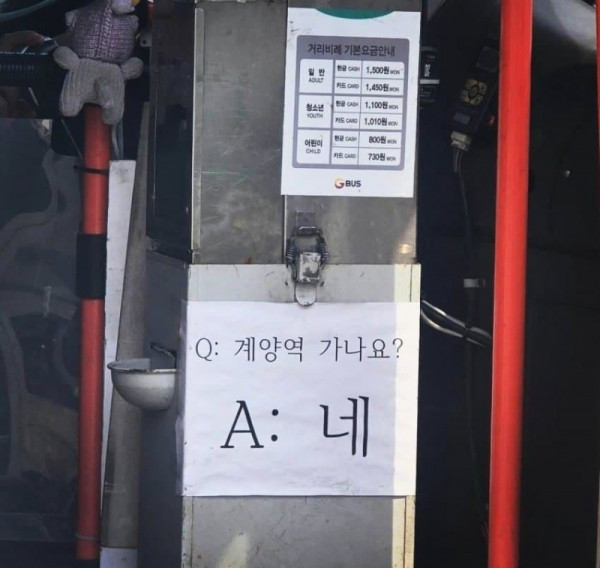 거리비례 기본요금안내
일 반 ADULT 현금 CASH 1,500원 WON
카드 CARD 1,450원 WON
청소년 YOUTH 현금 CASH 1,100원 WON
카드 CARD 1,010원 WON
어린이 CHILD 현금 CASH 800원 WON
카드 CARD 730원 WON
G BUS
Q: 계양역 가나요?
A: 네